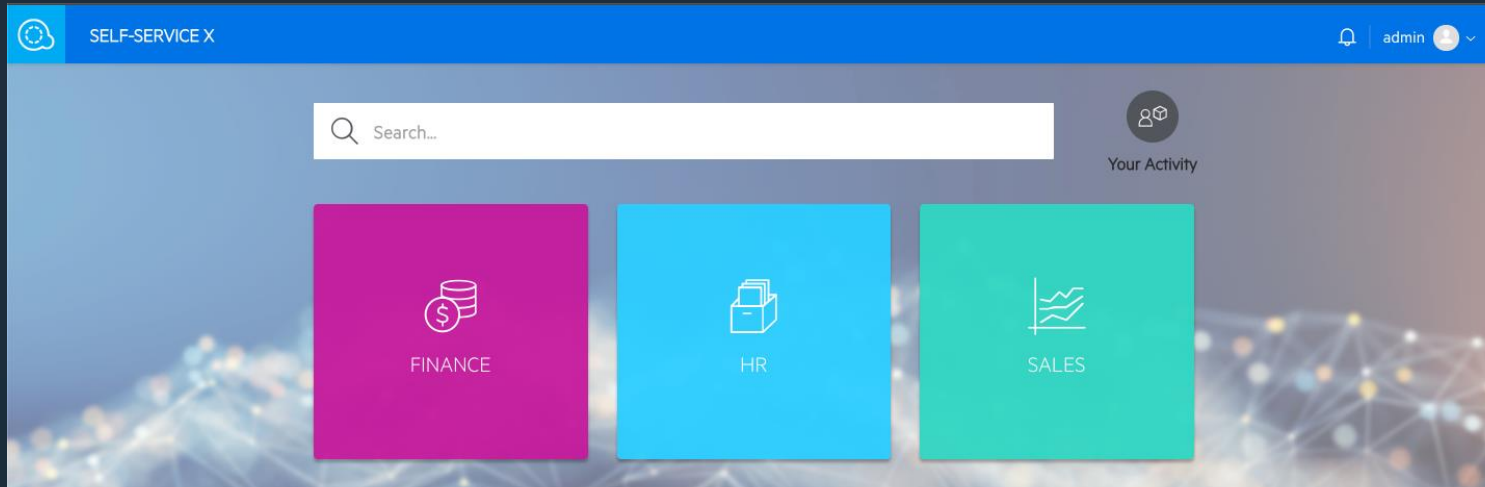 SELF-SERVICE X
admin
Search...
Your Activity
FINANCE
HR
SALES